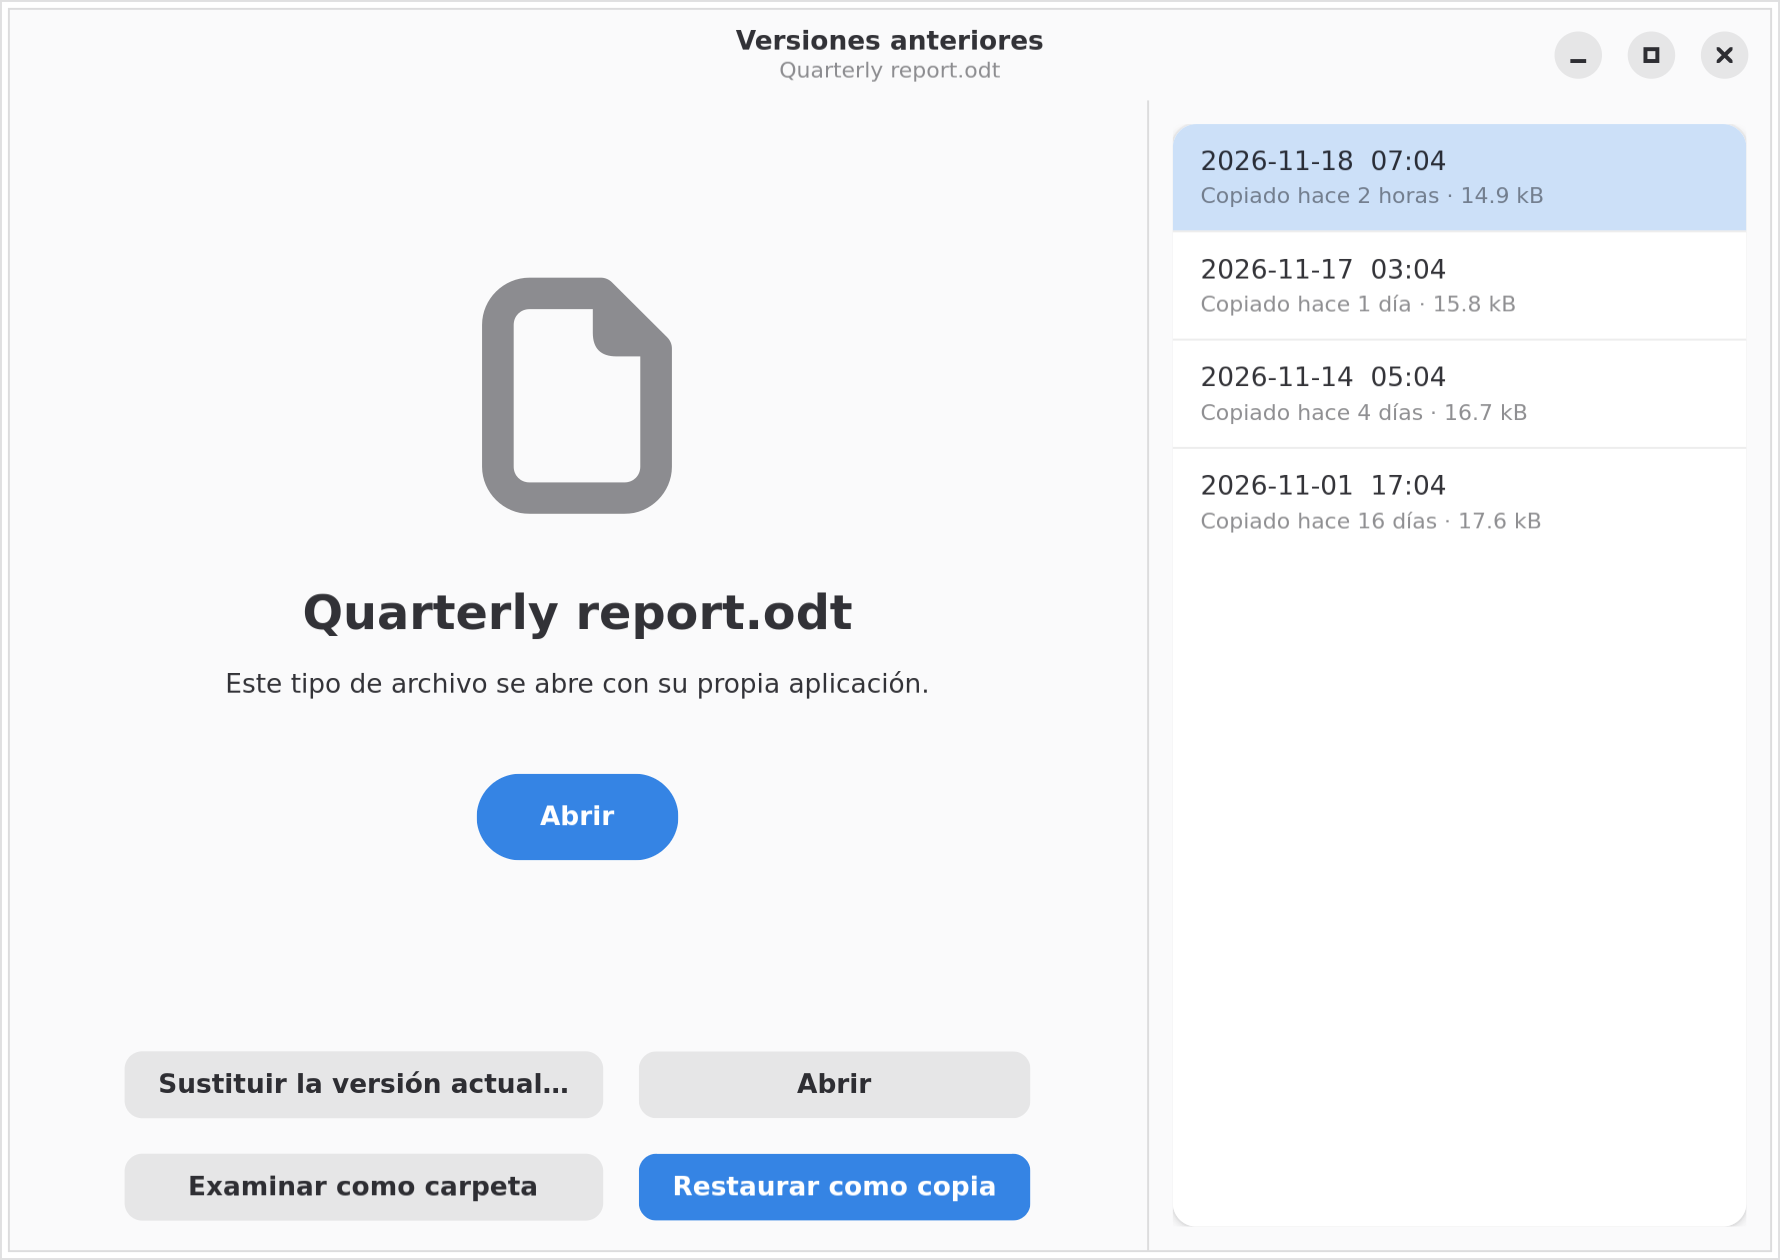 Versiones anteriores
Quarterly report.odt
Quarterly report.odt
Este tipo de archivo se abre con su propia aplicación.
Abrir
Sustituir la versión actual...
Abrir
Examinar como carpeta
Restaurar como copia
2026-11-18 07:04
Copiado hace 2 horas · 14.9 kB
2026-11-17 03:04
Copiado hace 1 día · 15.8 kB
2026-11-14 05:04
Copiado hace 4 días · 16.7 kB
2026-11-01 17:04
Copiado hace 16 días · 17.6 kB